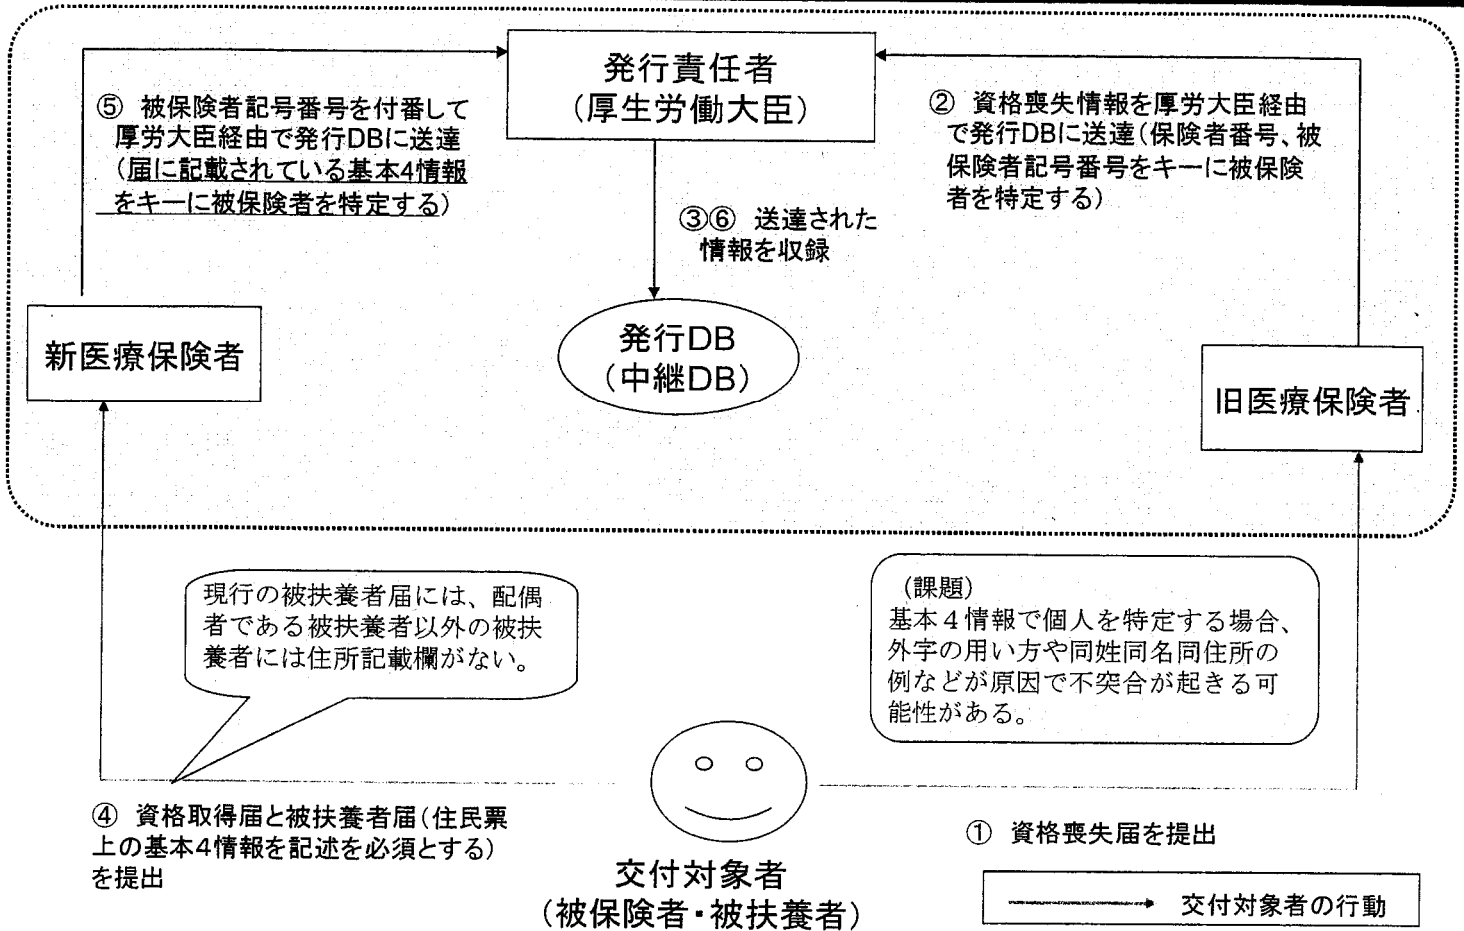 発行責任者
(厚生労働大臣)
⑤ 被保険者記号番号を付番して
厚労大臣経由で発行DBに送達
(届に記載されている基本4情報
をキーに被保険者を特定する)
② 資格喪失情報を厚労大臣経由
で発行DBに送達(保険者番号、被
保険者記号番号をキーに被保険
者を特定する)
③⑥ 送達された
情報を収録
新医療保険者
発行DB
(中継DB)
旧医療保険者
現行の被扶養者届には、配偶
者である被扶養者以外の被扶
養者には住所記載欄がない。
(課題)
基本4情報で個人を特定する場合、
外字の用い方や同姓同名同住所の
例などが原因で不突合が起きる可
能性がある。
④ 資格取得届と被扶養者届(住民票
上の基本4情報を記述を必須とする)
を提出
① 資格喪失届を提出
交付対象者
(被保険者・被扶養者)
交付対象者の行動